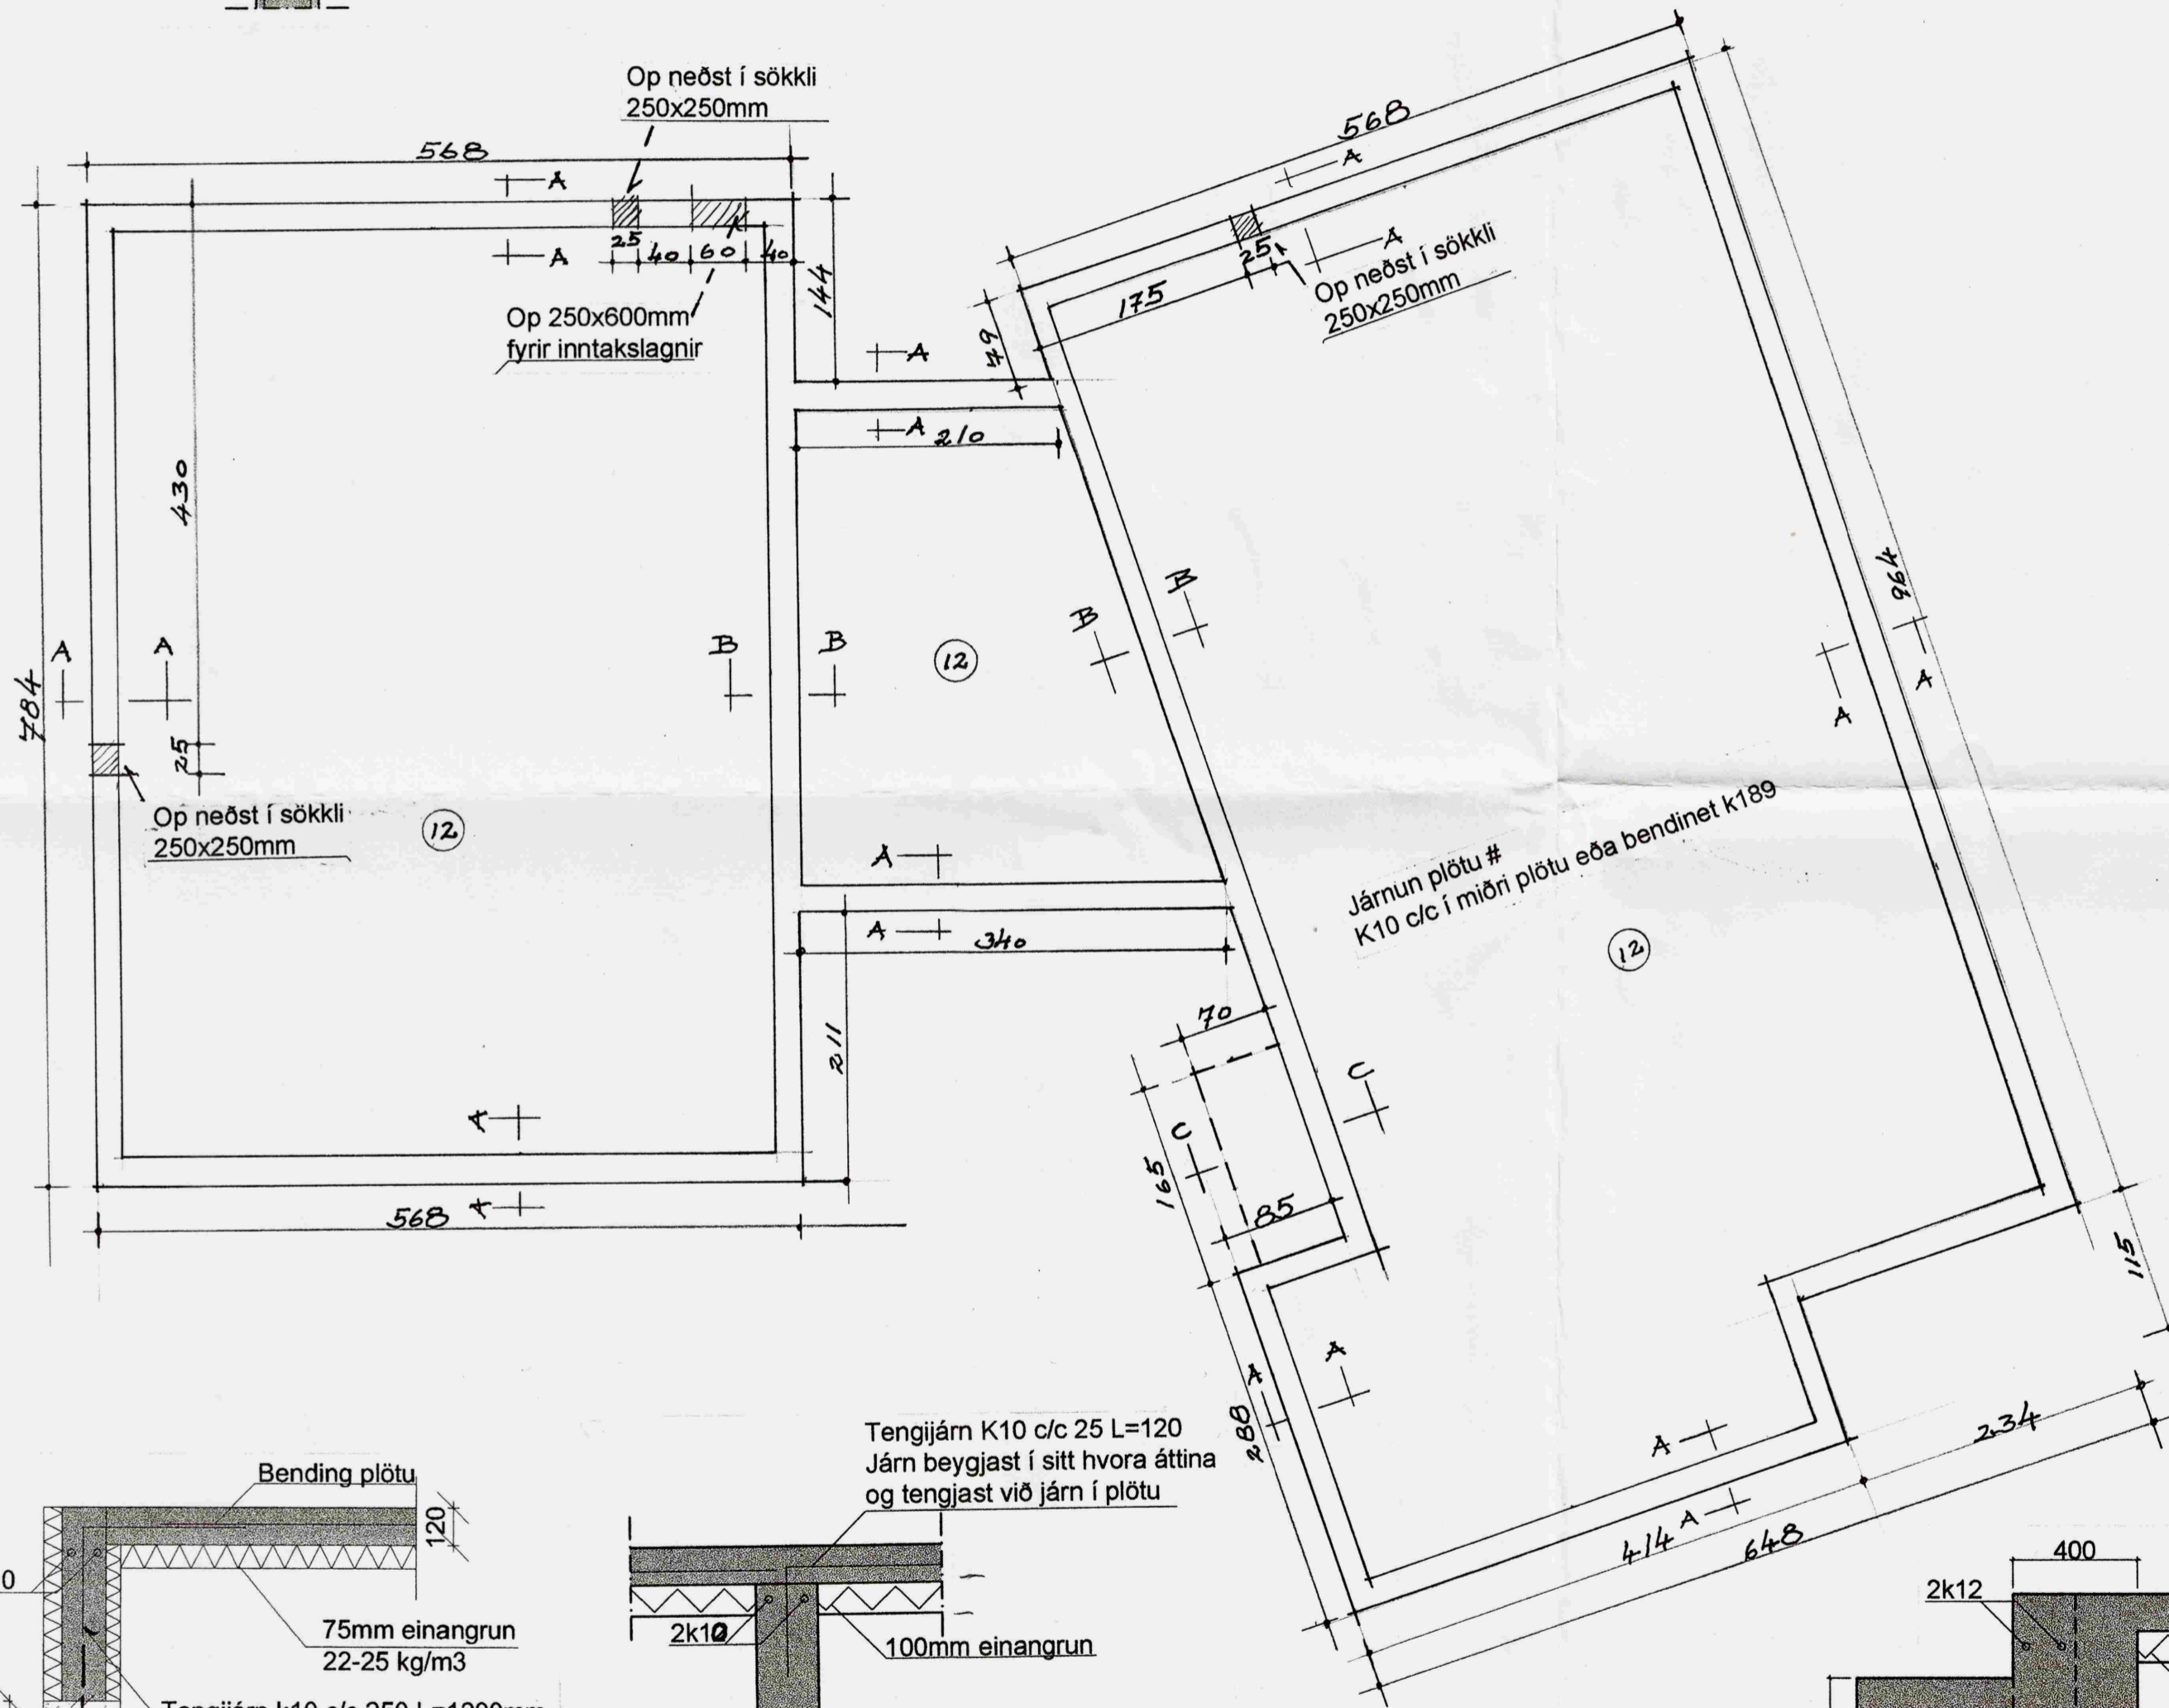 Op neðst í sökkli
250x250mm
568
568
A
A
A
A
25
40
60
40
144
Op neðst í sökkli
250x250mm
25
175
79
Op 250x600mm
fyrir inntakslagnir
A
A
210
430
964
A
A
B
B
B
B
A
A
12
784
25
Op neðst í sökkli
250x250mm
12
Járnun plötu #
K10 c/c í miðri plötu eða bendinet k189
12
A
A
340
211
70
C
C
165
85
A
A
568
115
A
A
288
A
A
234
414
648
Bending plötu
120
0
75mm einangrun
22-25 kg/m3
Tengijárn K10 c/c 25 L=120
Járn beygjast í sitt hvora áttina
og tengjast við járn í plötu
100mm einangrun
400
2k12